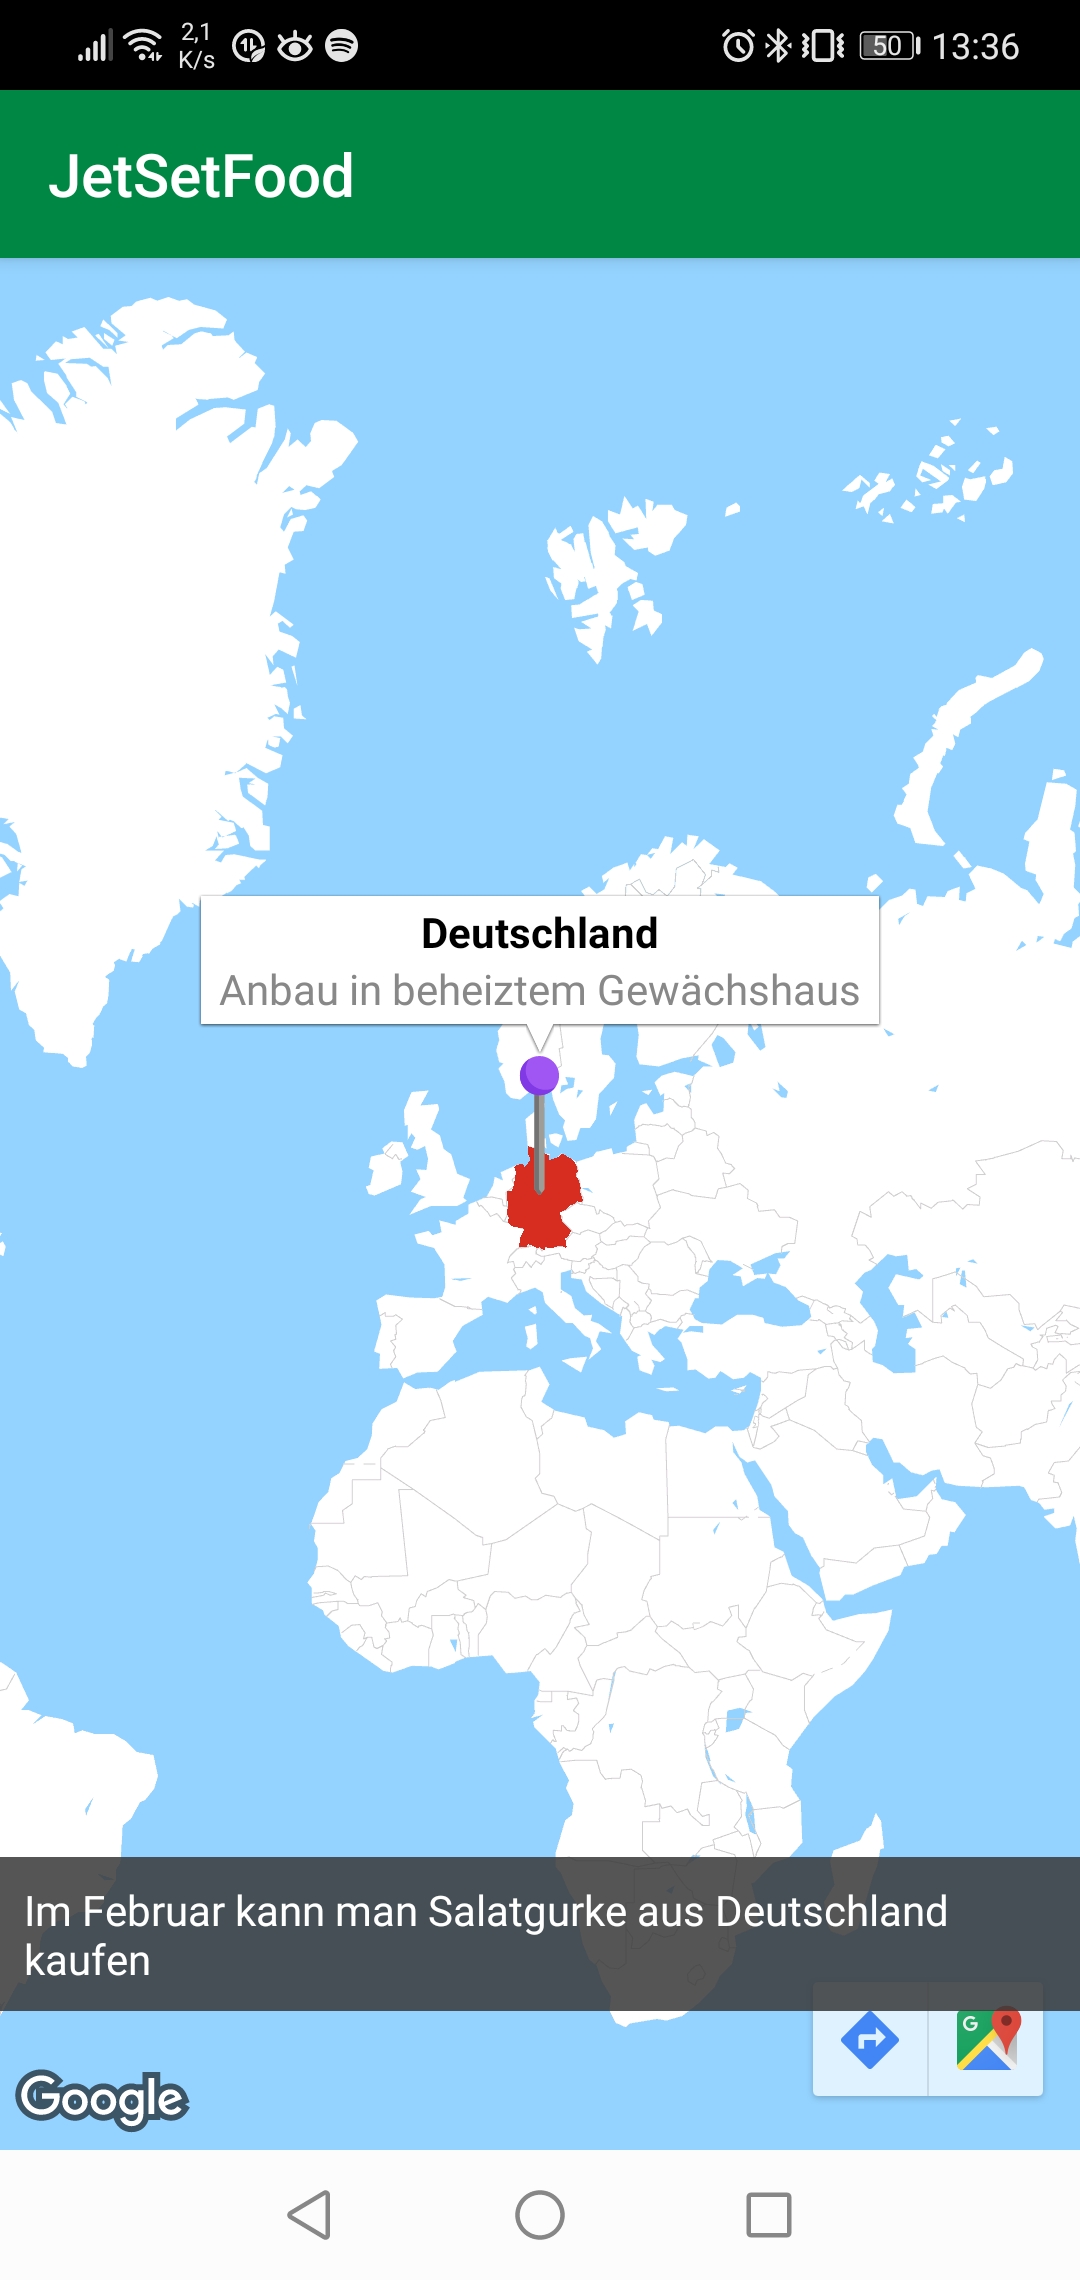 2,1
K/s
50
13:36
JetSetFood
Deutschland
Anbau in beheiztem Gewächshaus
Im Februar kann man Salatgurke aus Deutschland
kaufen
G
Google